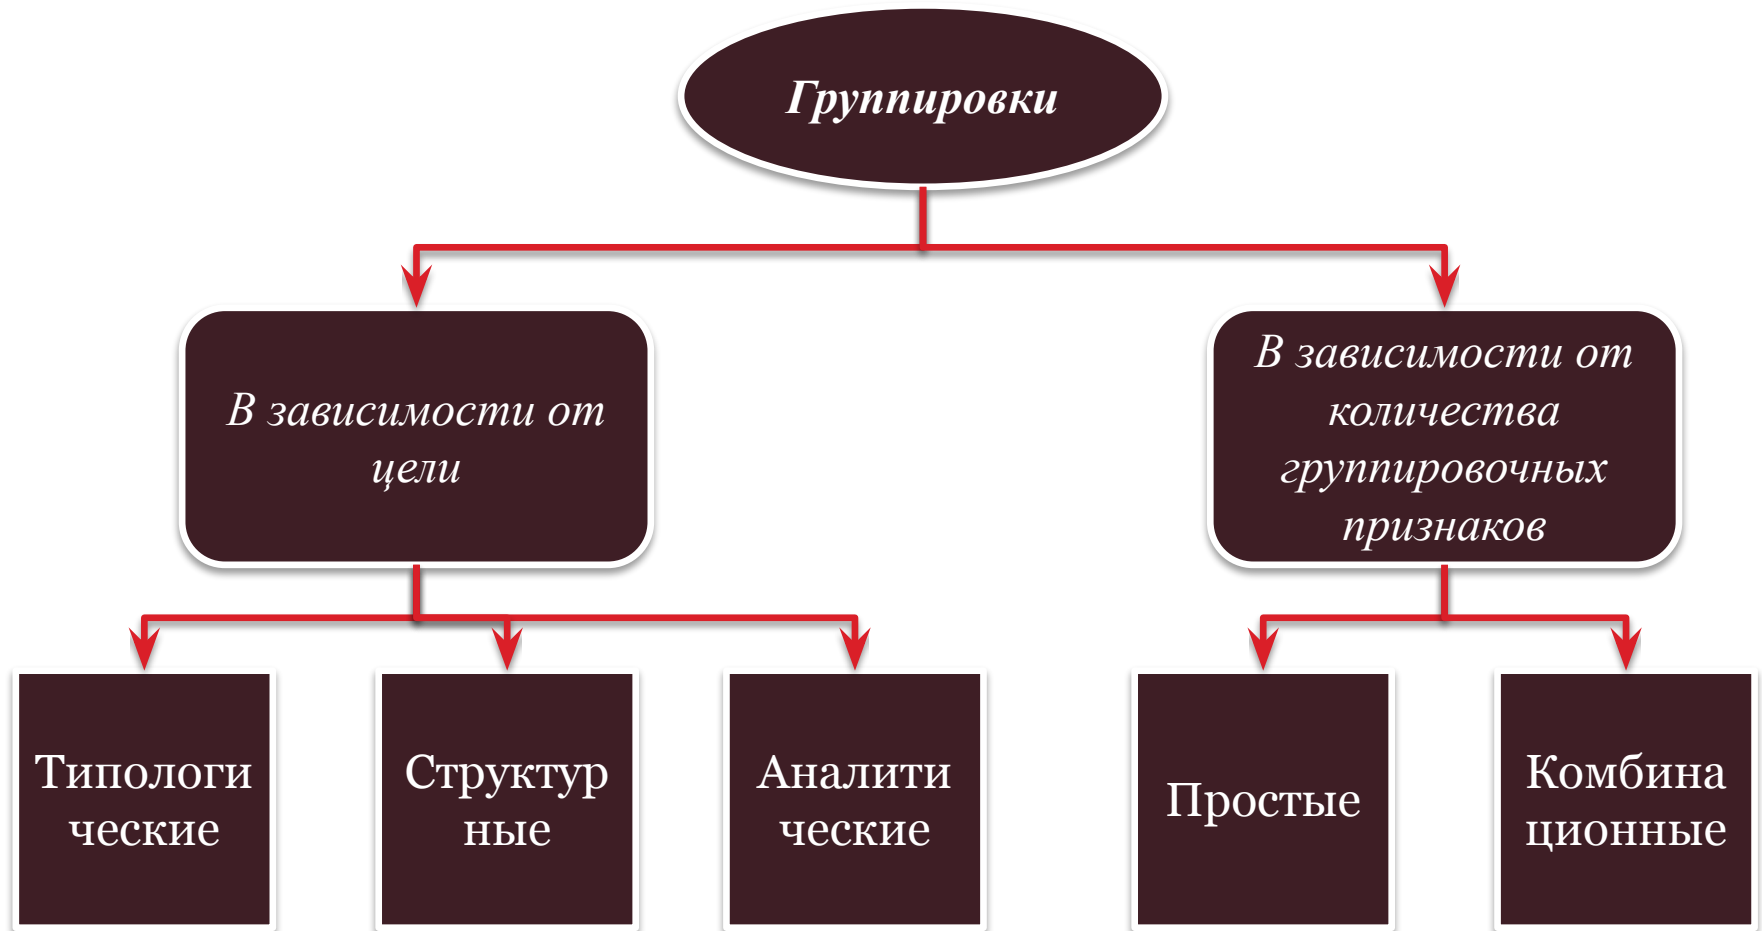 Группировки
В зависимости от
цели
В зависимости от
количества
группировочных
признаков
Типологи
ческие
Структур
ные
Аналити
ческие
Простые
Комбина
ционные